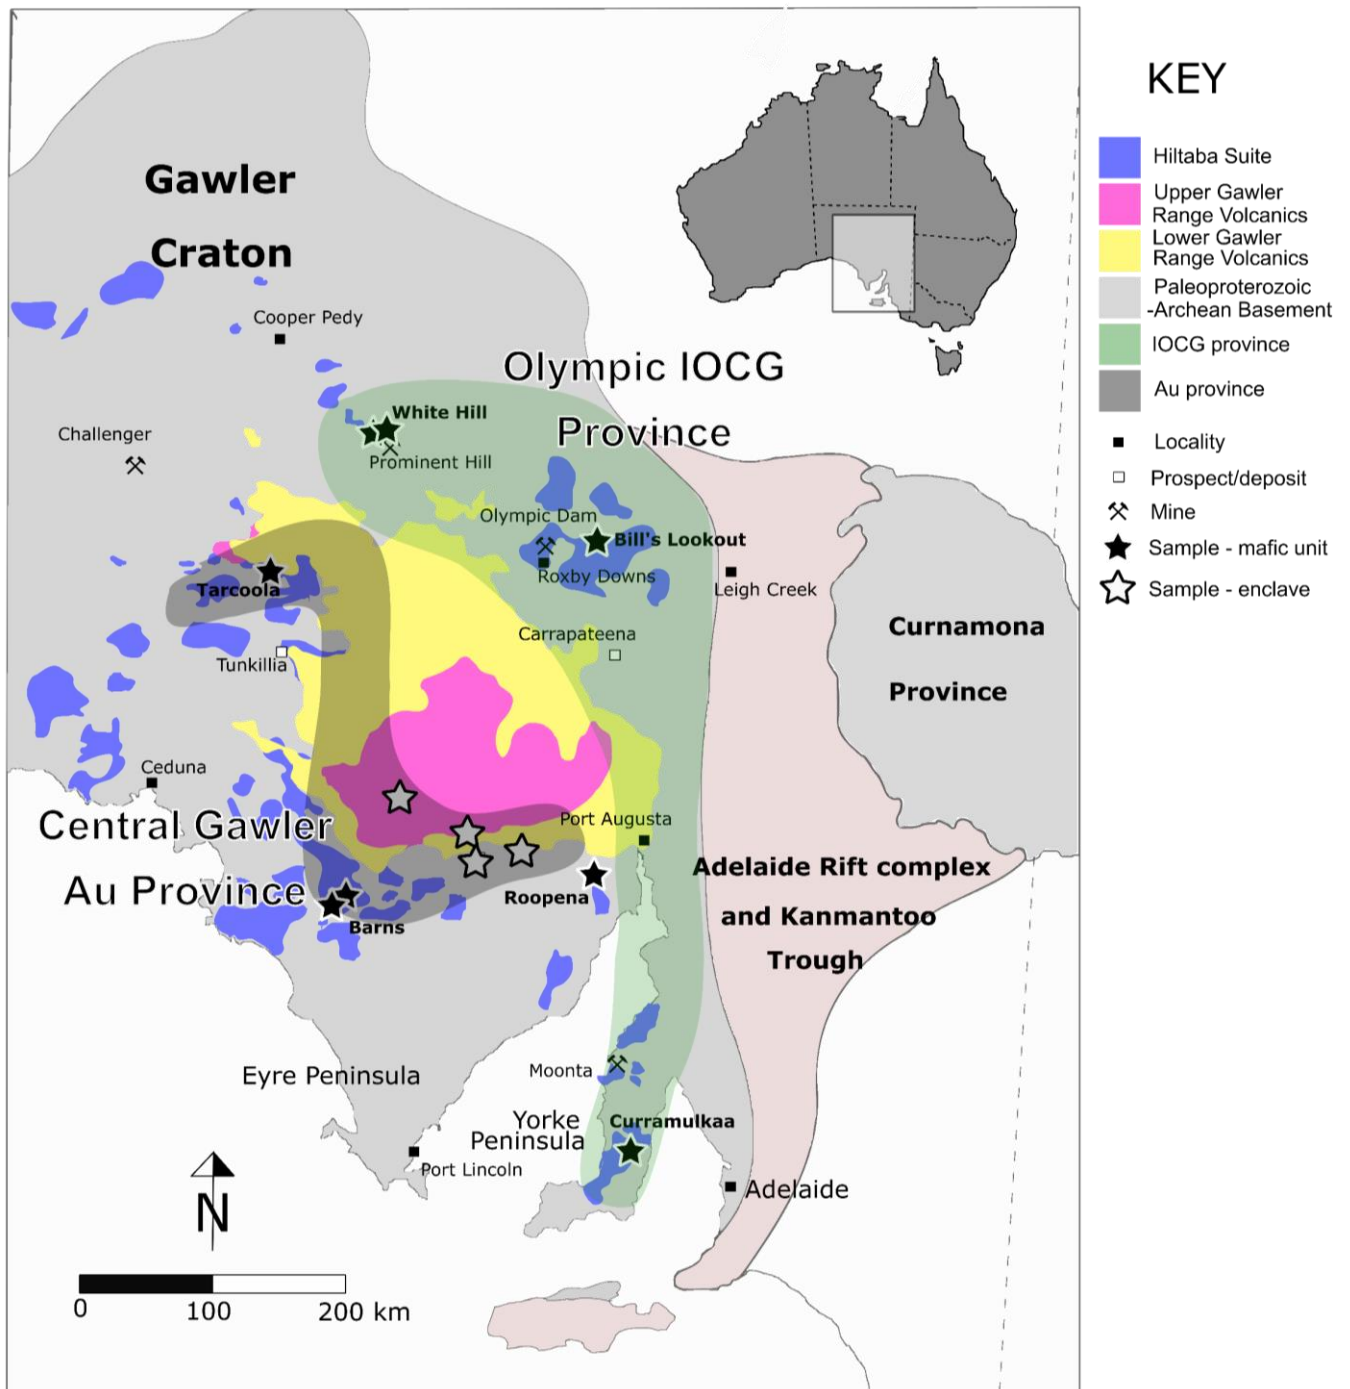 Gawler
Craton
Cooper Pedy
Olympic IOCG
Province
White Hill
Prominent Hill
Challenger
Olympic Dam
Bill's Lookout
Roxby Downs
Leigh Creek
Tarcoola
Tunkillia
Carrapateena
Curnamona
Province
Ceduna
Central Gawler
Au Province
Port Augusta
Roopena
Barns
Adelaide Rift complex
and Kanmantoo
Trough
Eyre Peninsula
Moonta
Yorke
Peninsula
Curramulkaa
Port Lincoln
Adelaide
N
0 100 200 km
KEY
Hiltaba Suite
Upper Gawler
Range Volcanics
Lower Gawler
Range Volcanics
Paleoproterozoic
-Archean Basement
IOCG province
Au province
Locality
Prospect/deposit
Mine
Sample - mafic unit
Sample - enclave